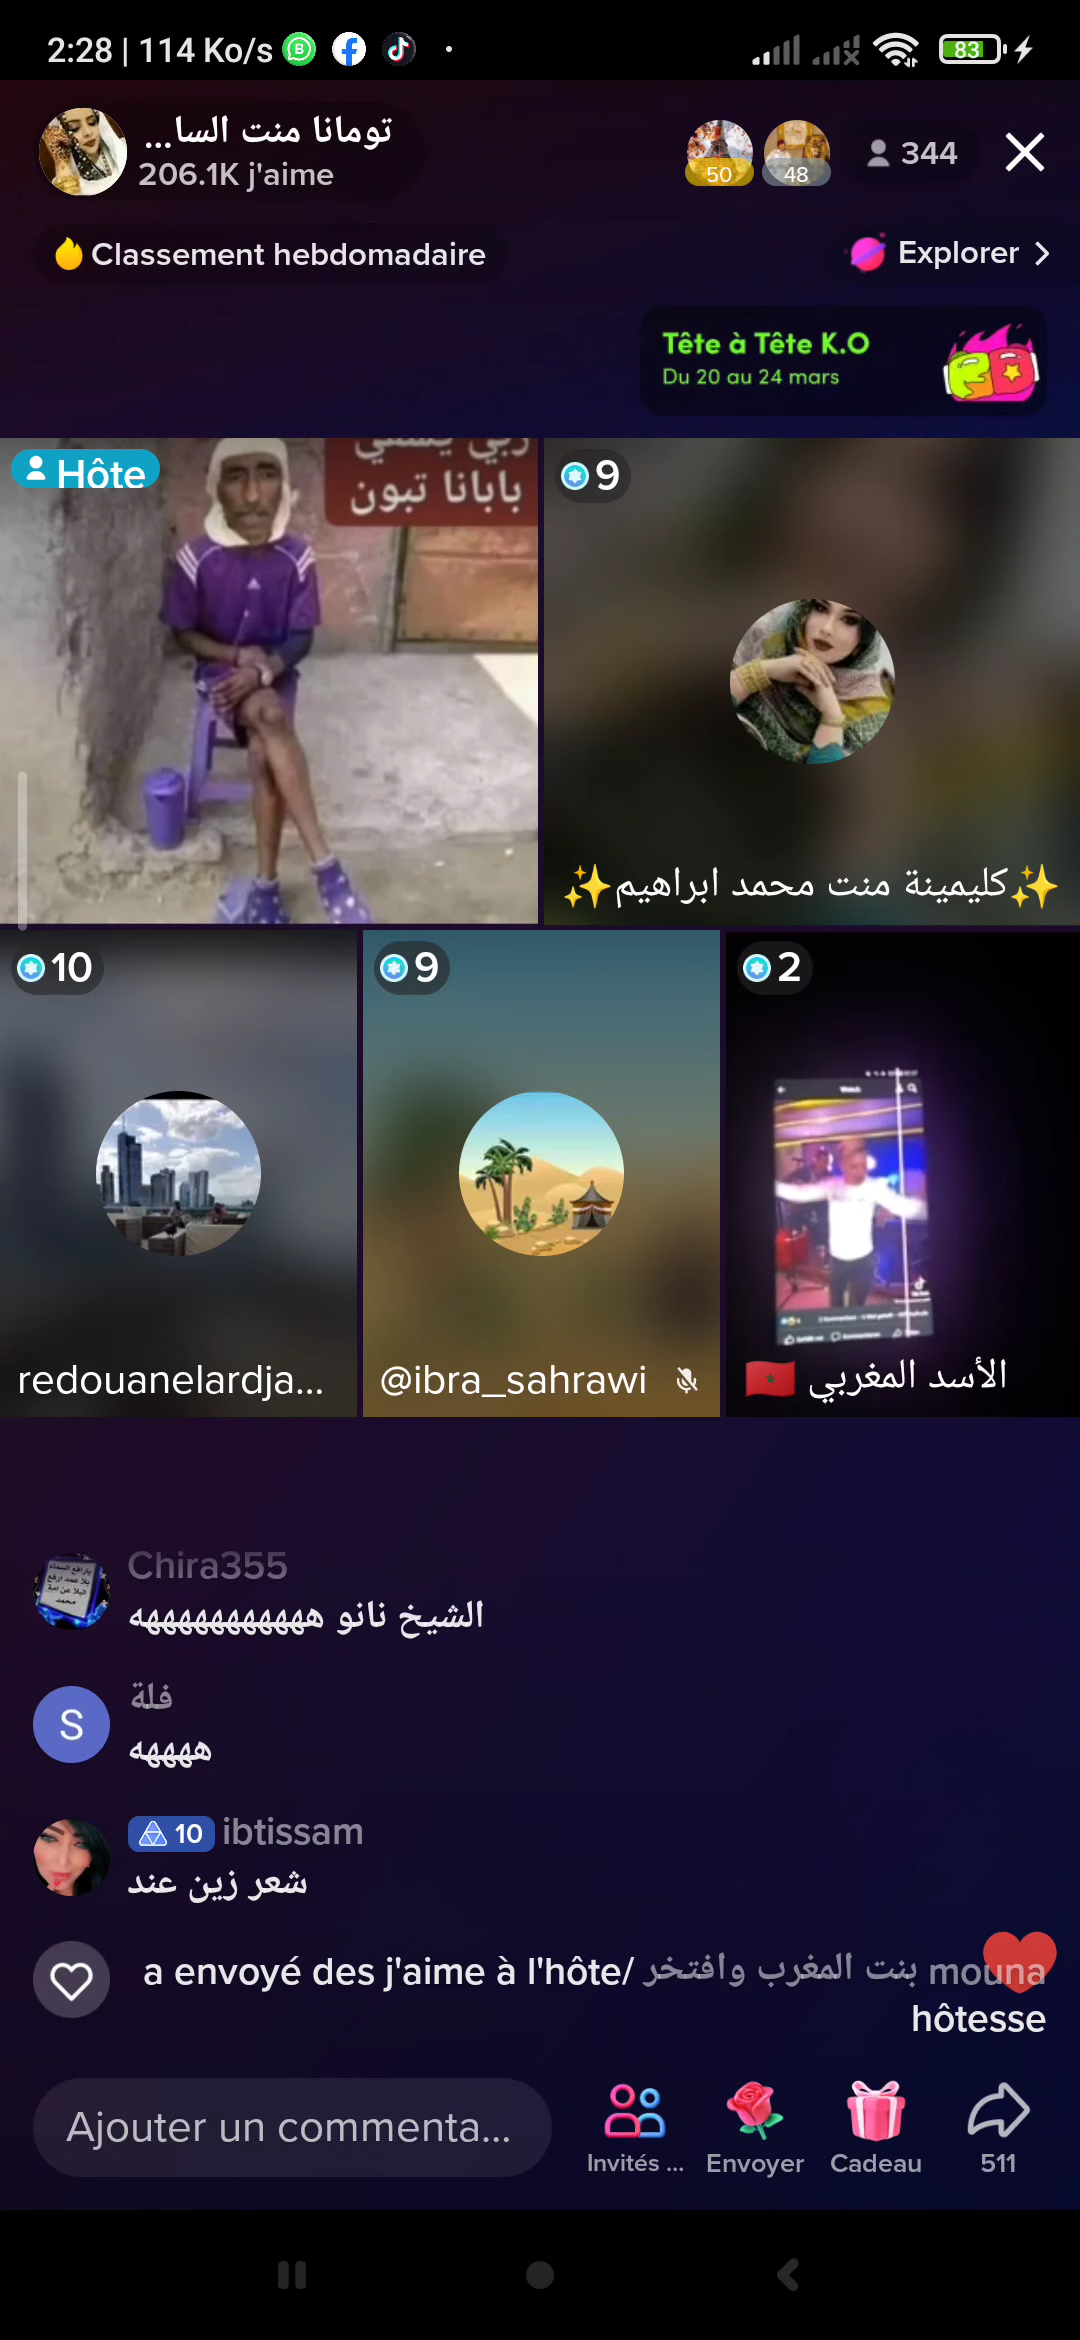 2:28 | 114 Ko/s
83
تومانا منت السا...
206.1K j'aime
50
48
344
Classement hebdomadaire
Explorer
Tête à Tête K.O
Du 20 au 24 mars
Hôte
بابانا تبون
9
✨كليمينة منت محمد ابراهيم✨
10
9
2
redouanelardja...
@ibra_sahrawi
الأسد المغربي 🇲🇦
Chira355
الشيخ نانو هههههههههههه
فلة
ههههه
10 ibtissam
شعر زين عند
mouna بنت المغرب وافتخر a envoyé des j'aime à l'hôte/
hôtesse
Ajouter un commenta...
Invités ...
Envoyer
Cadeau
511